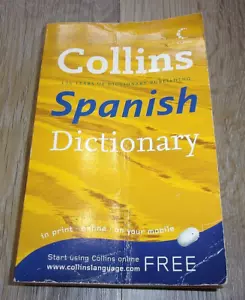 Collins
Spanish
Dictionary
in print · online · on your mobile
Start using Collins online
www.collinslanguage.com FREE